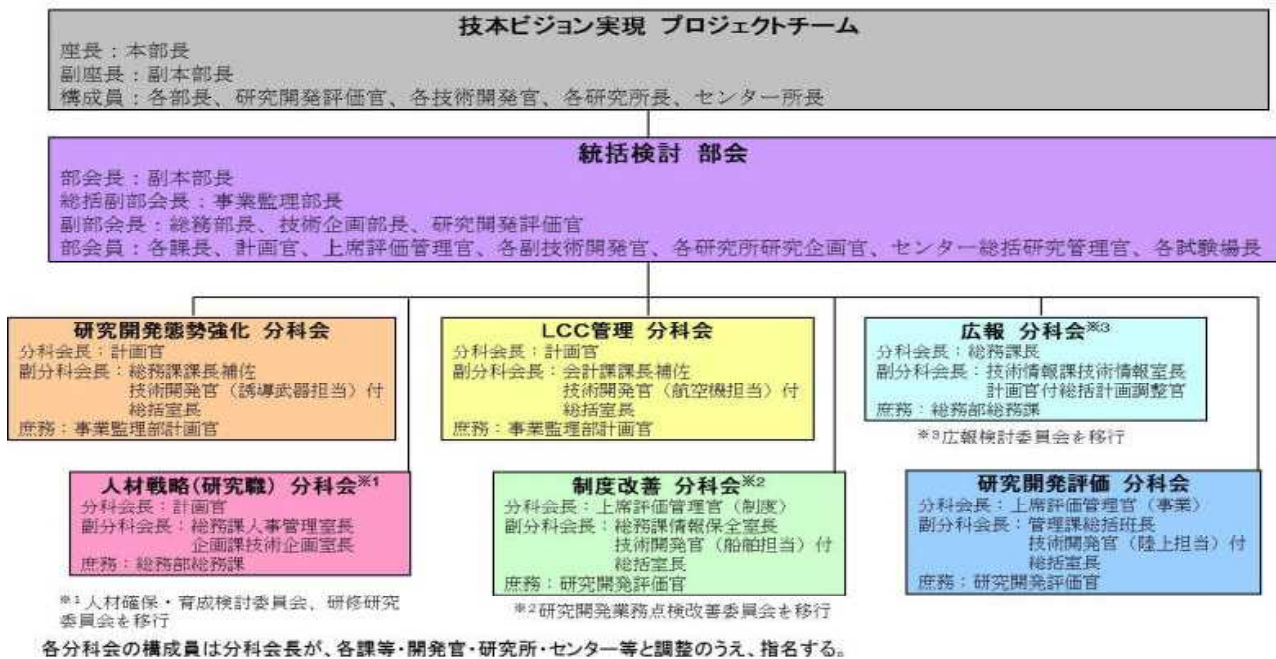 技本ビジョン実現 プロジェクトチーム
座長：本部長
副座長：副本部長
構成員：各部長、研究開発評価官、各技術開発官、各研究所長、センター所長
統括検討 部会
部会長：副本部長
総括副部会長：事業監理部長
副部会長：総務部長、技術企画部長、研究開発評価官
部会員：各課長、計画官、上席評価管理官、各副技術開発官、各研究所研究企画官、センター総括研究管理官、各試験場長
研究開発態勢強化 分科会
分科会長：計画官
副分科会長：総務課課長補佐
技術開発官（誘導武器担当）付
総括室長
庶務：事業監理部計画官
LCC管理 分科会
分科会長：計画官
副分科会長：会計課課長補佐
技術開発官（航空機担当）付
総括室長
庶務：事業監理部計画官
広報 分科会※3
分科会長：総務課長
副分科会長：技術情報課技術情報室長
計画官付総括計画調整官
庶務：総務部総務課
※3広報検討委員会を移行
人材戦略(研究職) 分科会※1
分科会長：計画官
副分科会長：総務課人事管理室長
企画課技術企画室長
庶務：総務部総務課
※1人材確保・育成検討委員会、研修研究
委員会を移行
制度改善 分科会※2
分科会長：上席評価管理官（制度）
副分科会長：総務課情報保全室長
技術開発官（船舶担当）付
総括室長
庶務：研究開発評価官
※2研究開発業務点検改善委員会を移行
研究開発評価 分科会
分科会長：上席評価管理官（事業）
副分科会長：管理課総括班長
技術開発官（陸上担当）付
総括室長
庶務：研究開発評価官
各分科会の構成員は分科会長が、各課等・開発官・研究所・センター等と調整のうえ、指名する。